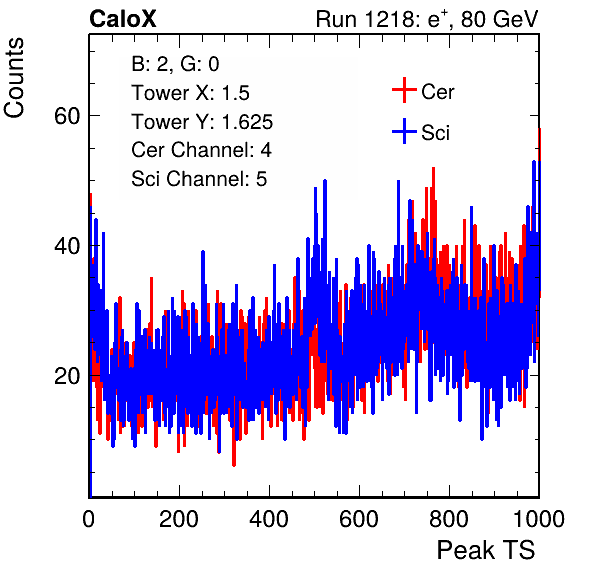 CaloX
Run 1218: e+, 80 GeV
Counts
B: 2, G: 0
Tower X: 1.5
Tower Y: 1.625
Cer Channel: 4
Sci Channel: 5
Cer
Sci
60
40
20
0 200 400 600 800 1000
Peak TS